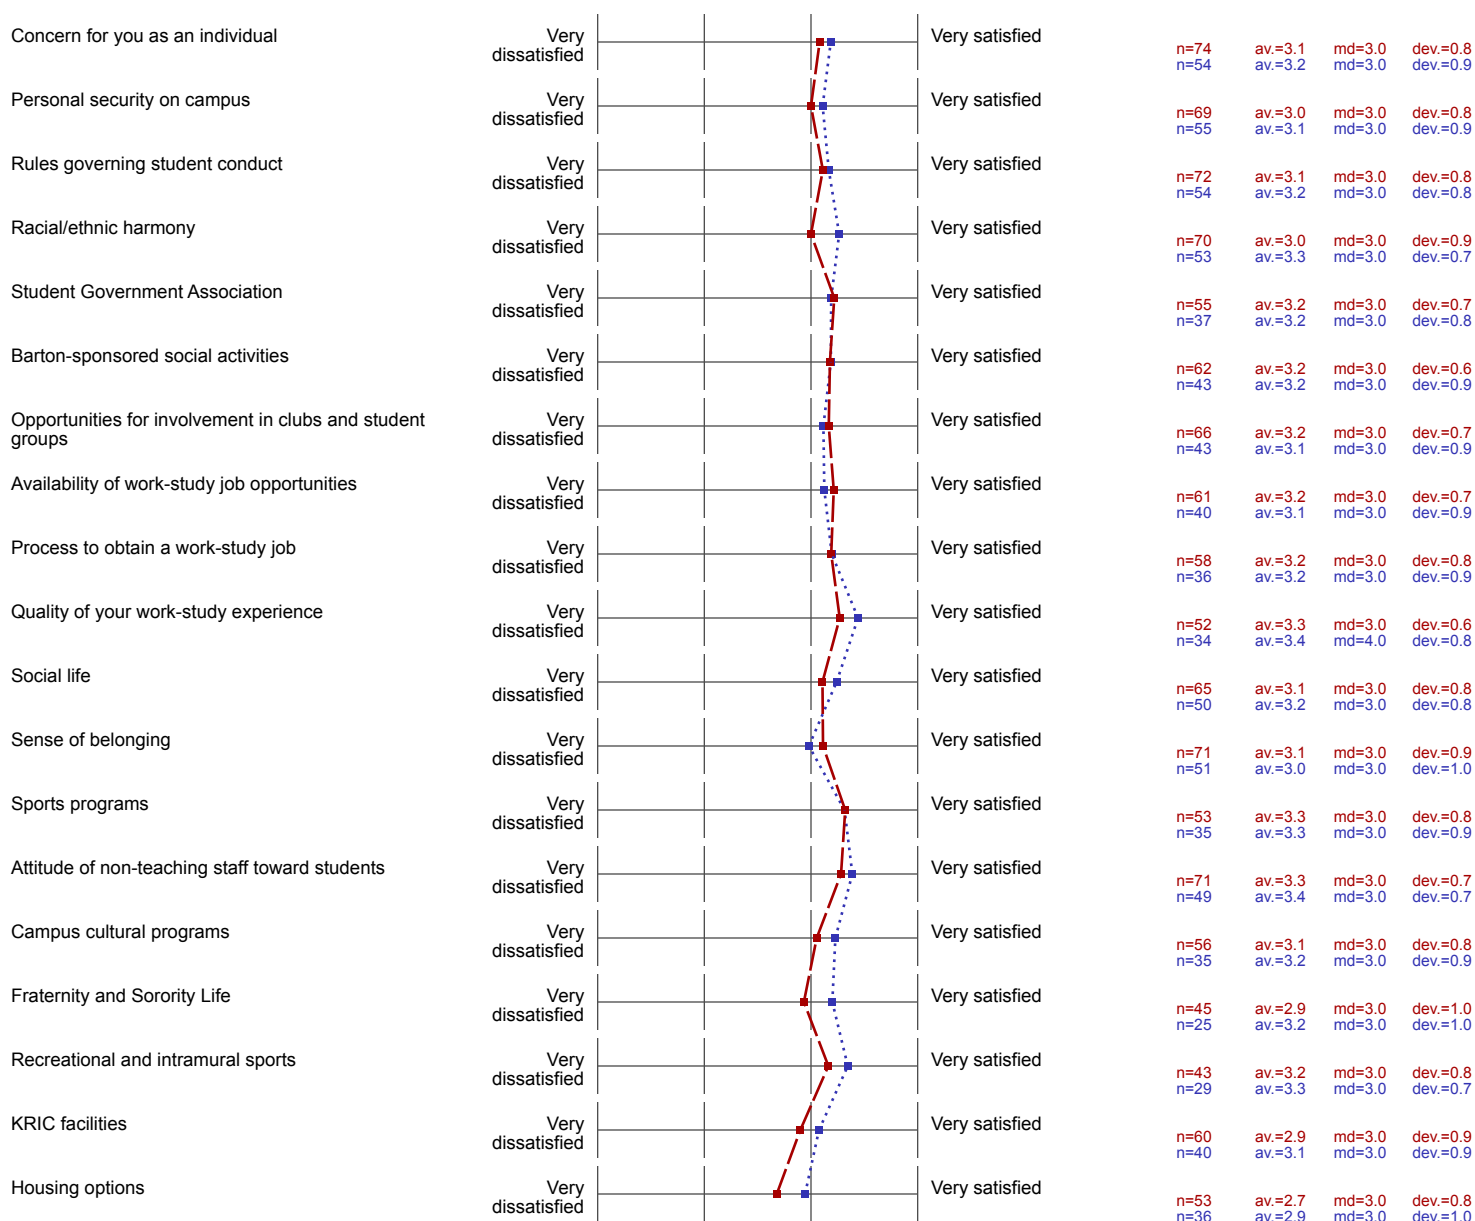 Concern for you as an individual
Very
dissatisfied
Very satisfied
n=74 av.=3.1 md=3.0 dev.=0.8
n=54 av.=3.2 md=3.0 dev.=0.9
Personal security on campus
Very
dissatisfied
Very satisfied
n=69 av.=3.0 md=3.0 dev.=0.8
n=55 av.=3.1 md=3.0 dev.=0.9
Rules governing student conduct
Very
dissatisfied
Very satisfied
n=72 av.=3.1 md=3.0 dev.=0.8
n=54 av.=3.2 md=3.0 dev.=0.8
Racial/ethnic harmony
Very
dissatisfied
Very satisfied
n=70 av.=3.0 md=3.0 dev.=0.9
n=53 av.=3.3 md=3.0 dev.=0.7
Student Government Association
Very
dissatisfied
Very satisfied
n=55 av.=3.2 md=3.0 dev.=0.7
n=37 av.=3.2 md=3.0 dev.=0.8
Barton-sponsored social activities
Very
dissatisfied
Very satisfied
n=62 av.=3.2 md=3.0 dev.=0.6
n=43 av.=3.2 md=3.0 dev.=0.9
Opportunities for involvement in clubs and student
groups
Very
dissatisfied
Very satisfied
n=66 av.=3.2 md=3.0 dev.=0.7
n=43 av.=3.1 md=3.0 dev.=0.9
Availability of work-study job opportunities
Very
dissatisfied
Very satisfied
n=61 av.=3.2 md=3.0 dev.=0.7
n=40 av.=3.1 md=3.0 dev.=0.9
Process to obtain a work-study job
Very
dissatisfied
Very satisfied
n=58 av.=3.2 md=3.0 dev.=0.8
n=36 av.=3.2 md=3.0 dev.=0.9
Quality of your work-study experience
Very
dissatisfied
Very satisfied
n=52 av.=3.3 md=3.0 dev.=0.6
n=34 av.=3.4 md=4.0 dev.=0.8
Social life
Very
dissatisfied
Very satisfied
n=65 av.=3.1 md=3.0 dev.=0.8
n=50 av.=3.2 md=3.0 dev.=0.8
Sense of belonging
Very
dissatisfied
Very satisfied
n=71 av.=3.1 md=3.0 dev.=0.9
n=51 av.=3.0 md=3.0 dev.=1.0
Sports programs
Very
dissatisfied
Very satisfied
n=53 av.=3.3 md=3.0 dev.=0.8
n=35 av.=3.3 md=3.0 dev.=0.9
Attitude of non-teaching staff toward students
Very
dissatisfied
Very satisfied
n=71 av.=3.3 md=3.0 dev.=0.7
n=49 av.=3.4 md=3.0 dev.=0.7
Campus cultural programs
Very
dissatisfied
Very satisfied
n=56 av.=3.1 md=3.0 dev.=0.8
n=35 av.=3.2 md=3.0 dev.=0.9
Fraternity and Sorority Life
Very
dissatisfied
Very satisfied
n=45 av.=2.9 md=3.0 dev.=1.0
n=25 av.=3.2 md=3.0 dev.=1.0
Recreational and intramural sports
Very
dissatisfied
Very satisfied
n=43 av.=3.2 md=3.0 dev.=0.8
n=29 av.=3.3 md=3.0 dev.=0.7
KRIC facilities
Very
dissatisfied
Very satisfied
n=60 av.=2.9 md=3.0 dev.=0.9
n=40 av.=3.1 md=3.0 dev.=0.9
Housing options
Very
dissatisfied
Very satisfied
n=53 av.=2.7 md=3.0 dev.=0.8
n=36 av.=2.9 md=3.0 dev.=1.0